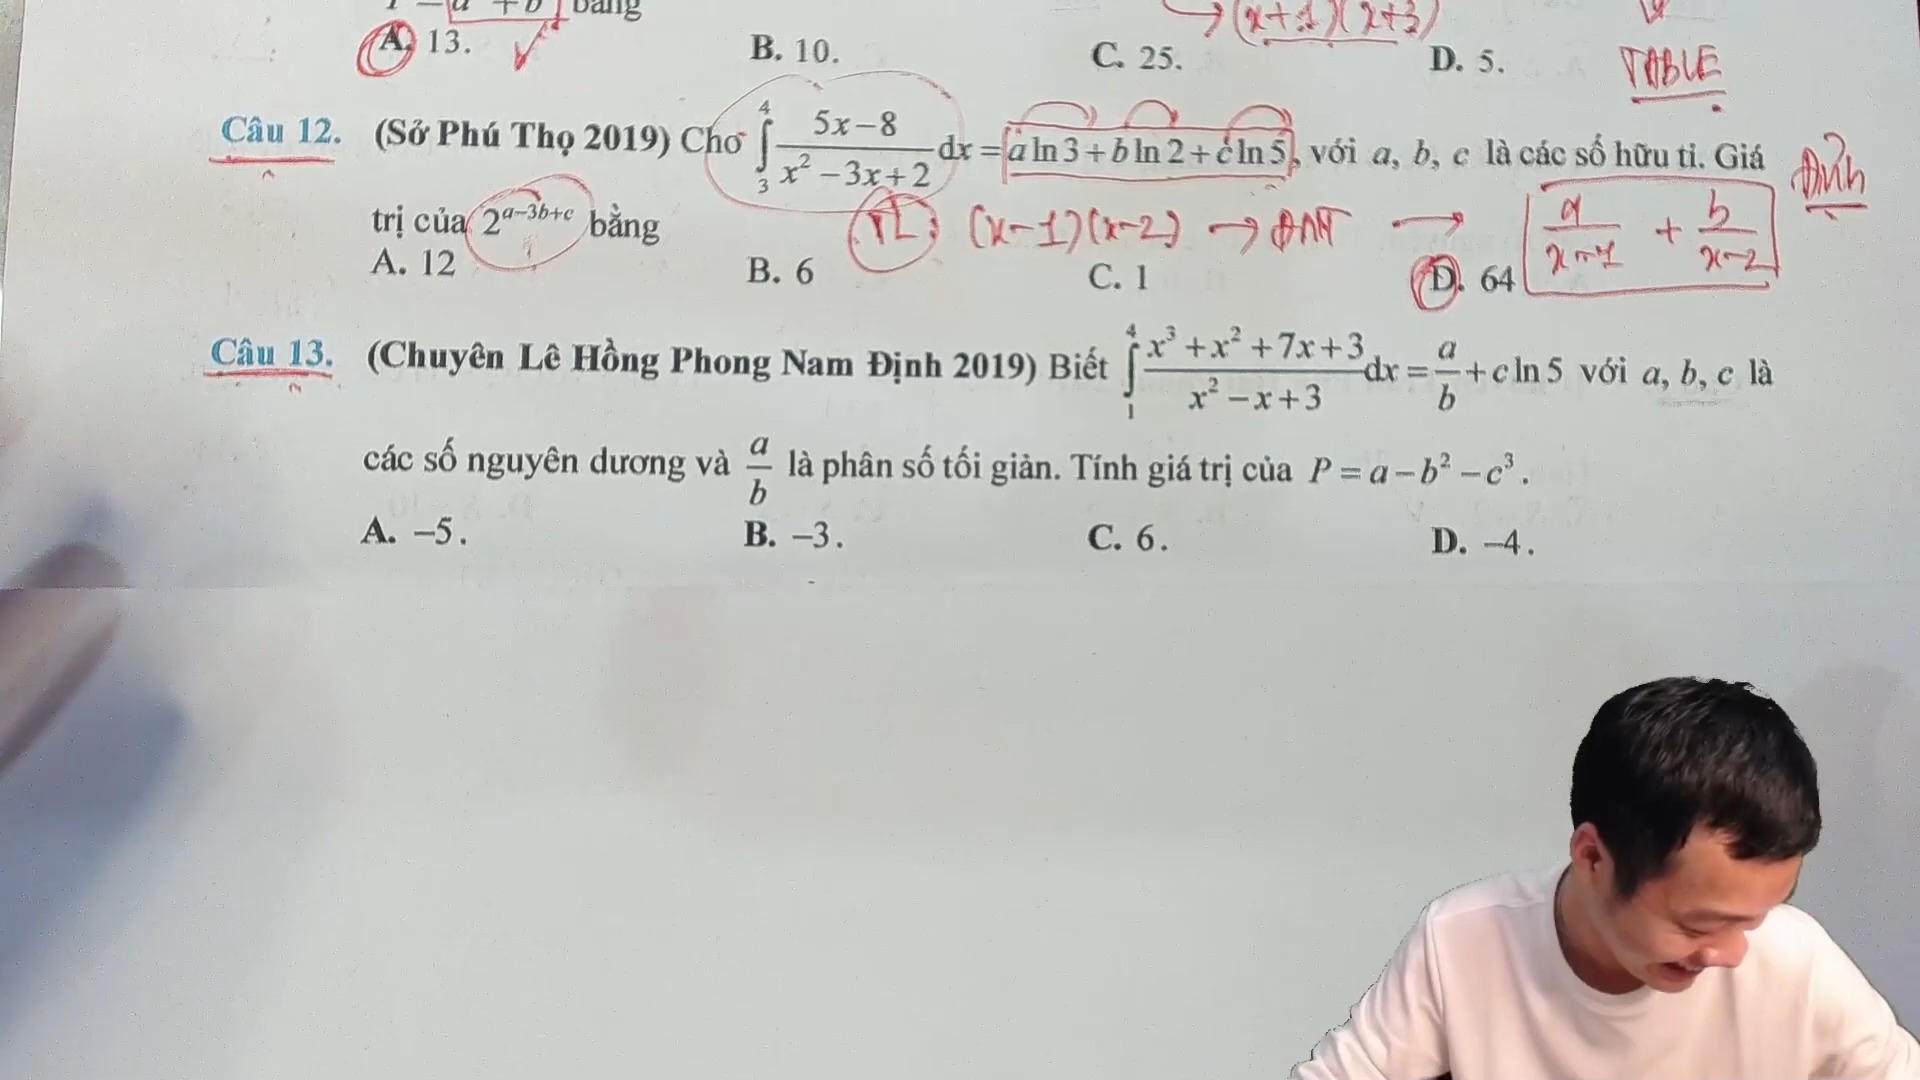 bằng
A. 13. B. 10. C. 25. D. 5.
→ (x+1)(x+3)
TABLE
Câu 12. (Sở Phú Thọ 2019) Cho ∫₃⁴ (5x−8)/(x²−3x+2) dx = a ln 3 + b ln 2 + c ln 5, với a, b, c là các số hữu tỉ. Giá
trị của 2^(a−3b+c) bằng
TL: (x-1)(x-2) → → a/(x-1) + b/(x-2)
A. 12 B. 6 C. 1 D. 64
Câu 13. (Chuyên Lê Hồng Phong Nam Định 2019) Biết ∫₁⁴ (x³+x²+7x+3)/(x²−x+3) dx = a/b + c ln 5 với a, b, c là
các số nguyên dương và a/b là phân số tối giản. Tính giá trị của P = a − b² − c³.
A. −5. B. −3. C. 6. D. −4.